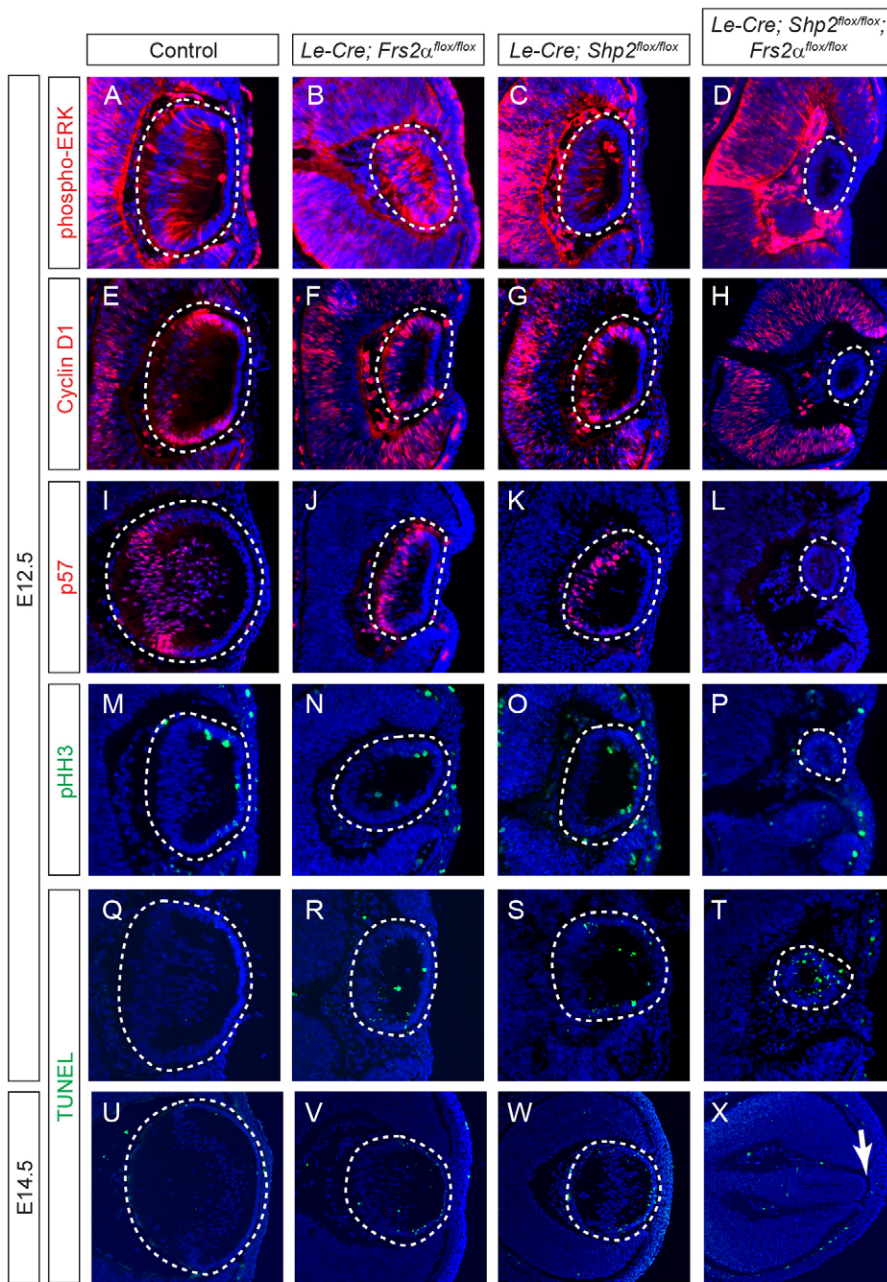 Control
Le-Cre; Frs2α^flox/flox
Le-Cre; Shp2^flox/flox
Le-Cre; Shp2^flox/flox;
Frs2α^flox/flox
E12.5
phospho-ERK
A B C D
Cyclin D1
E F G H
p57
I J K L
pHH3
M N O P
TUNEL
Q R S T
E14.5
U V W X